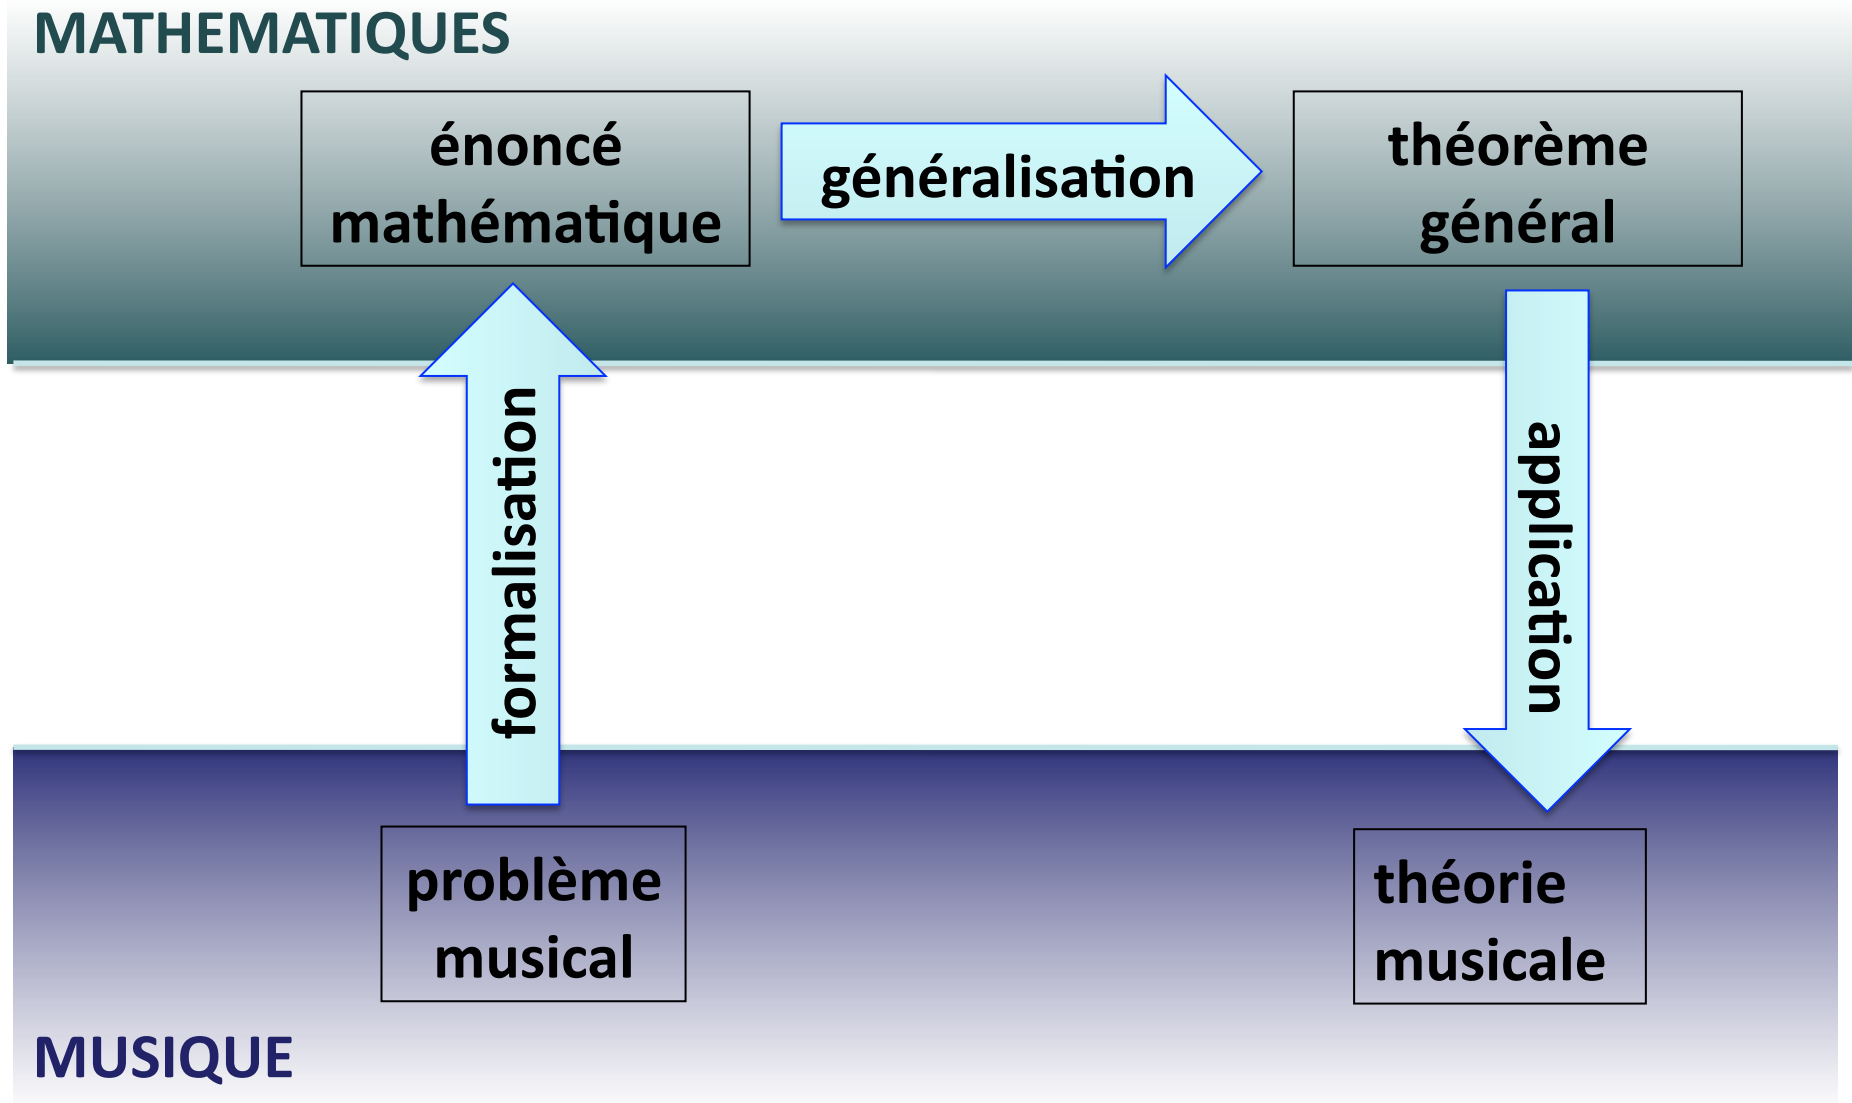 MATHEMATIQUES
énoncé
mathématique
généralisation
théorème
général
formalisation
application
problème
musical
théorie
musicale
MUSIQUE